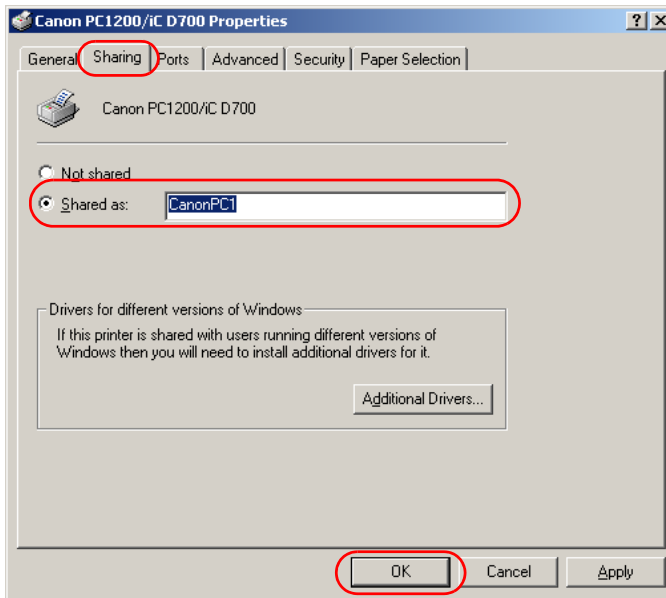 Canon PC1200/iC D700 Properties
General Sharing Ports Advanced Security Paper Selection
Canon PC1200/iC D700
Not shared
Shared as: CanonPC1
Drivers for different versions of Windows
If this printer is shared with users running different versions of
Windows then you will need to install additional drivers for it.
Additional Drivers...
OK Cancel Apply